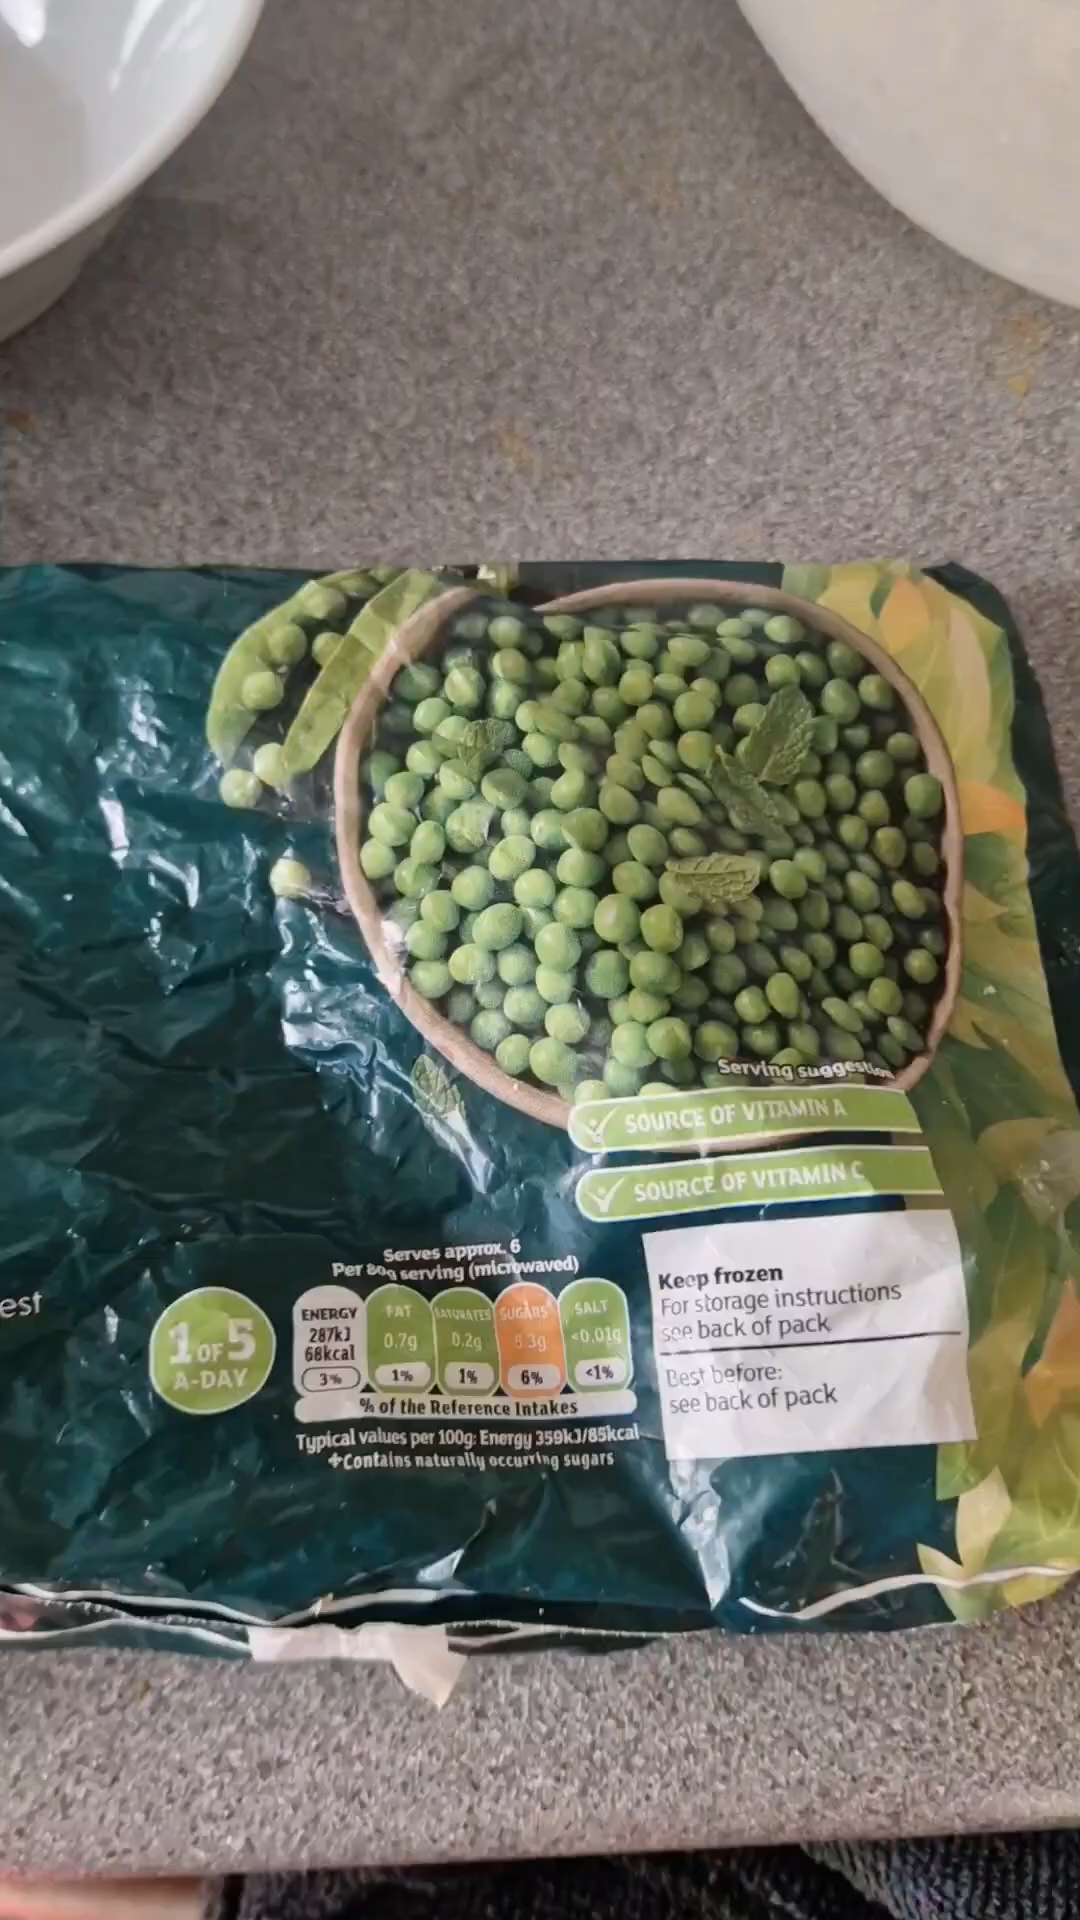 Serving suggestion
SOURCE OF VITAMIN A
SOURCE OF VITAMIN C
est
1 OF 5
A-DAY
Serves approx. 6
Per 80g serving (microwaved)
ENERGY
287kJ
68kcal
3%
FAT
0.7g
1%
SATURATES
0.2g
1%
SUGARS
6%
SALT
<0.01g
<1%
% of the Reference Intakes
Typical values per 100g: Energy 359kJ/85kcal
+Contains naturally occurring sugars
Keep frozen
For storage instructions
see back of pack
Best before:
see back of pack